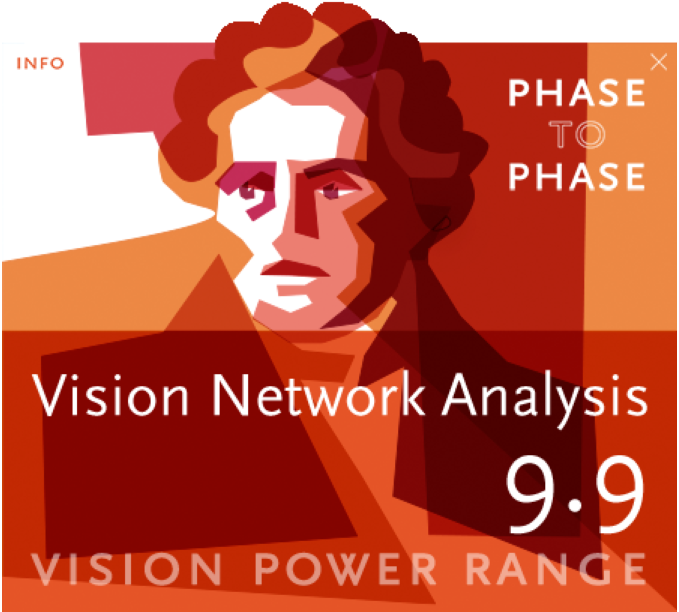 INFO
PHASE
TO
PHASE
Vision Network Analysis
9.9
VISION POWER RANGE